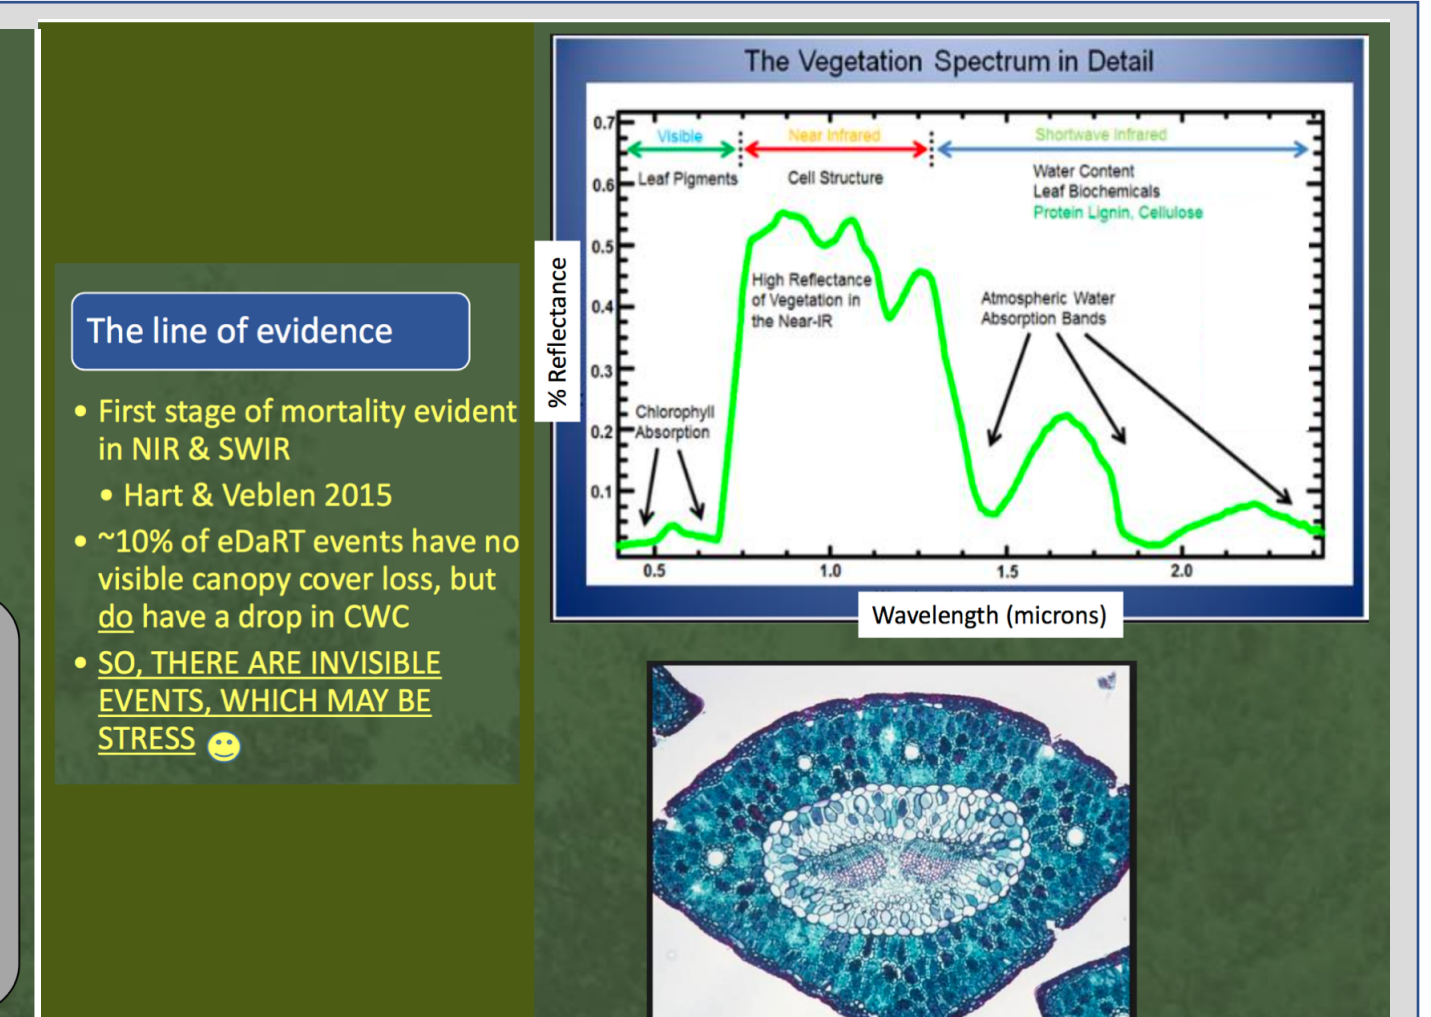 The line of evidence
• First stage of mortality evident
in NIR & SWIR
• Hart & Veblen 2015
• ~10% of eDaRT events have no
visible canopy cover loss, but
do have a drop in CWC
• SO, THERE ARE INVISIBLE
EVENTS, WHICH MAY BE
STRESS
The Vegetation Spectrum in Detail
% Reflectance
0.7
0.6
0.5
0.4
0.3
0.2
0.1
Visible
Near Infrared
Shortwave Infrared
Leaf Pigments
Cell Structure
Water Content
Leaf Biochemicals
Protein Lignin, Cellulose
High Reflectance
of Vegetation in
the Near-IR
Atmospheric Water
Absorption Bands
Chlorophyll
Absorption
0.5 1.0 1.5 2.0
Wavelength (microns)